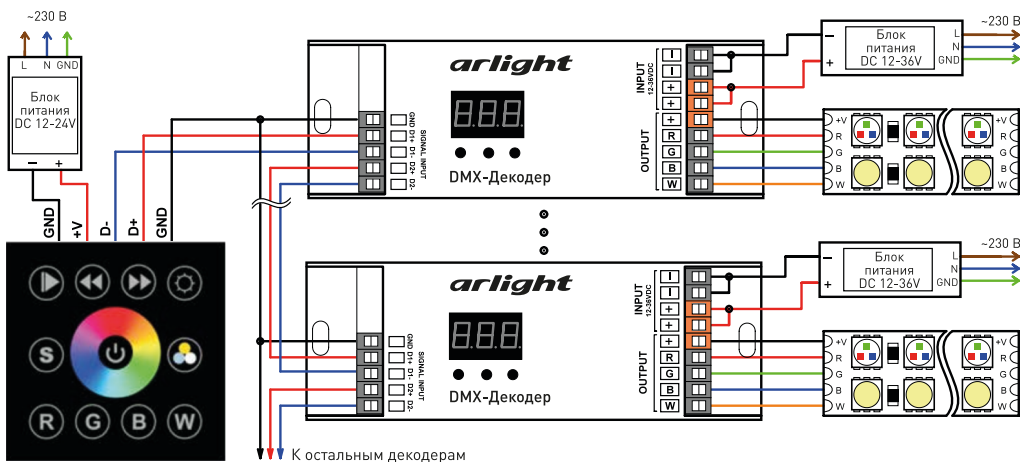 ~230 В
L N GND
Блок
питания
DC 12-24V
– +
GND +V D- D+ GND
S
R G B W
arlight
DMX-Декодер
GND
D1+
D1-
D2+
D2-
SIGNAL INPUT
INPUT
12-36VDC
–
–
+
+
OUTPUT
+
R
G
B
W
–
+
Блок
питания
DC 12-36V
~230 В
L
N
GND
+V
R
G
B
W
+V
R
G
B
W
arlight
DMX-Декодер
GND
D1+
D1-
D2+
D2-
SIGNAL INPUT
INPUT
12-36VDC
–
–
+
+
OUTPUT
+
R
G
B
W
–
+
Блок
питания
DC 12-36V
~230 В
L
N
GND
+V
R
G
B
W
+V
R
G
B
W
К остальным декодерам